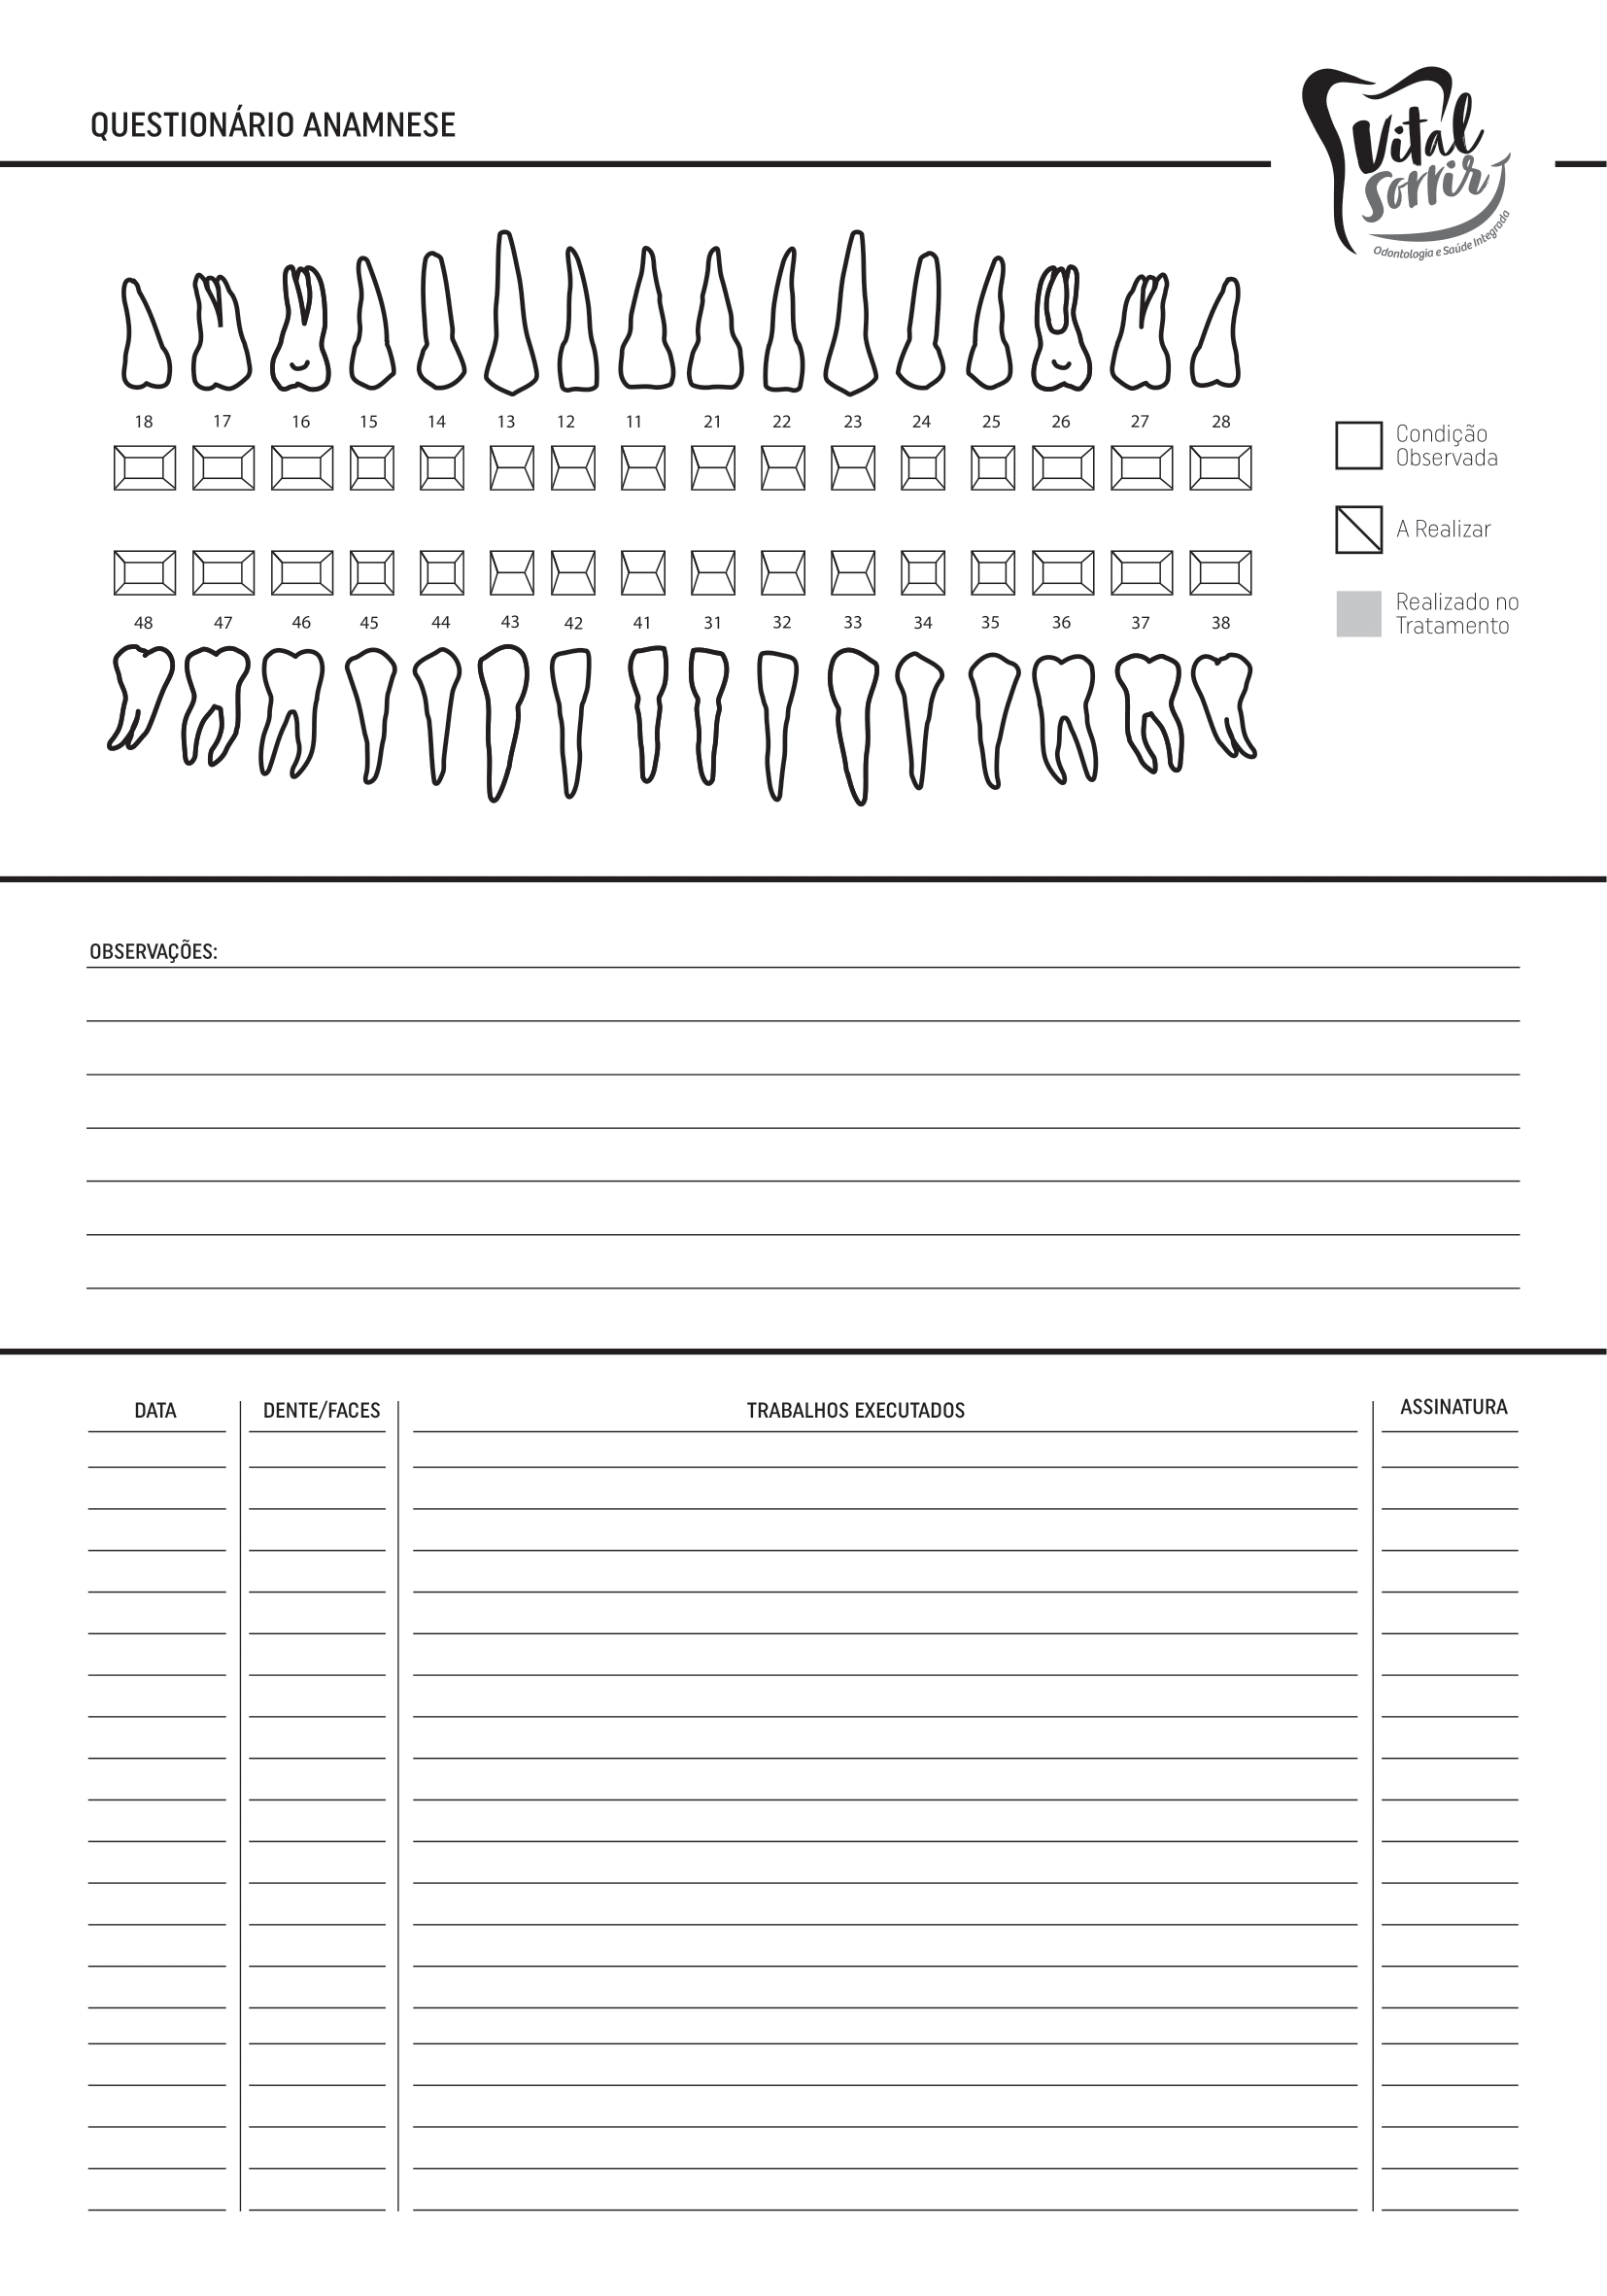 QUESTIONÁRIO ANAMNESE
Vital
Sorrir
Odontologia e Saúde Integrada
18 17 16 15 14 13 12 11 21 22 23 24 25 26 27 28
Condição
Observada
A Realizar
Realizado no
Tratamento
48 47 46 45 44 43 42 41 31 32 33 34 35 36 37 38
OBSERVAÇÕES:
DATA DENTE/FACES TRABALHOS EXECUTADOS ASSINATURA